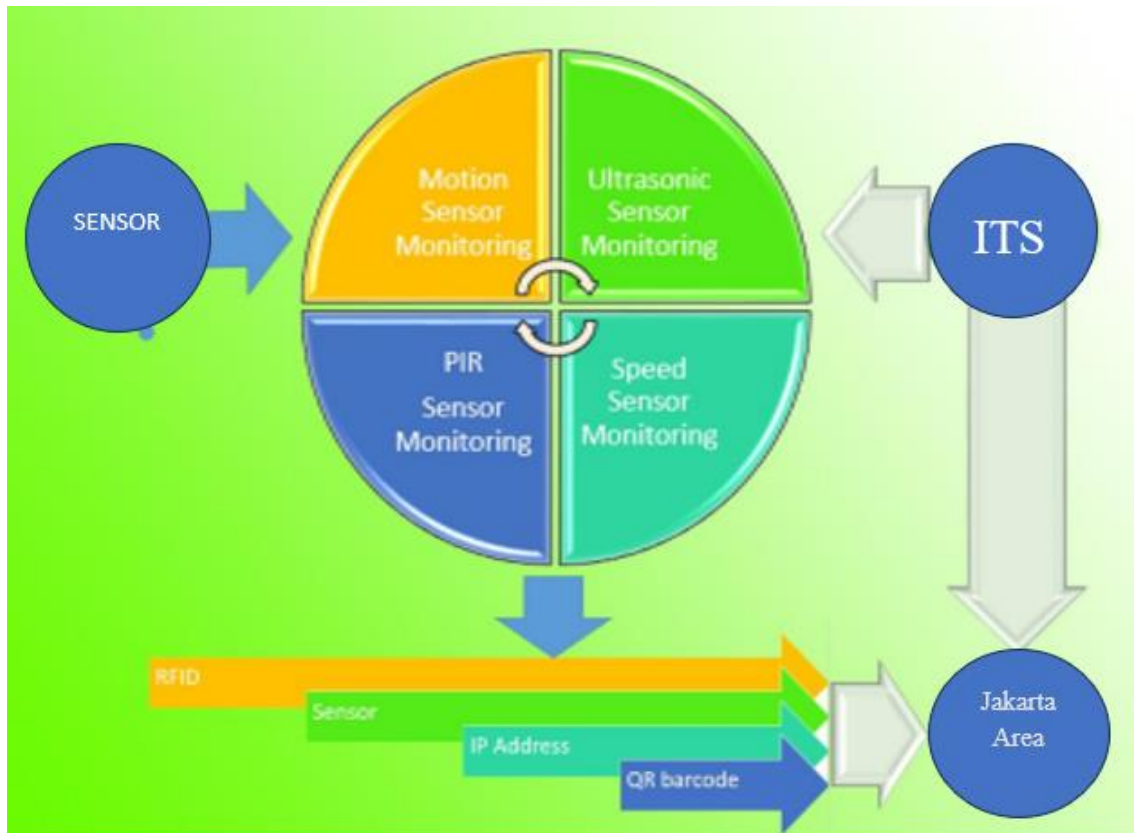 SENSOR
Motion
Sensor
Monitoring
Ultrasonic
Sensor
Monitoring
ITS
PIR
Sensor
Monitoring
Speed
Sensor
Monitoring
RFID
Sensor
IP Address
QR barcode
Jakarta
Area